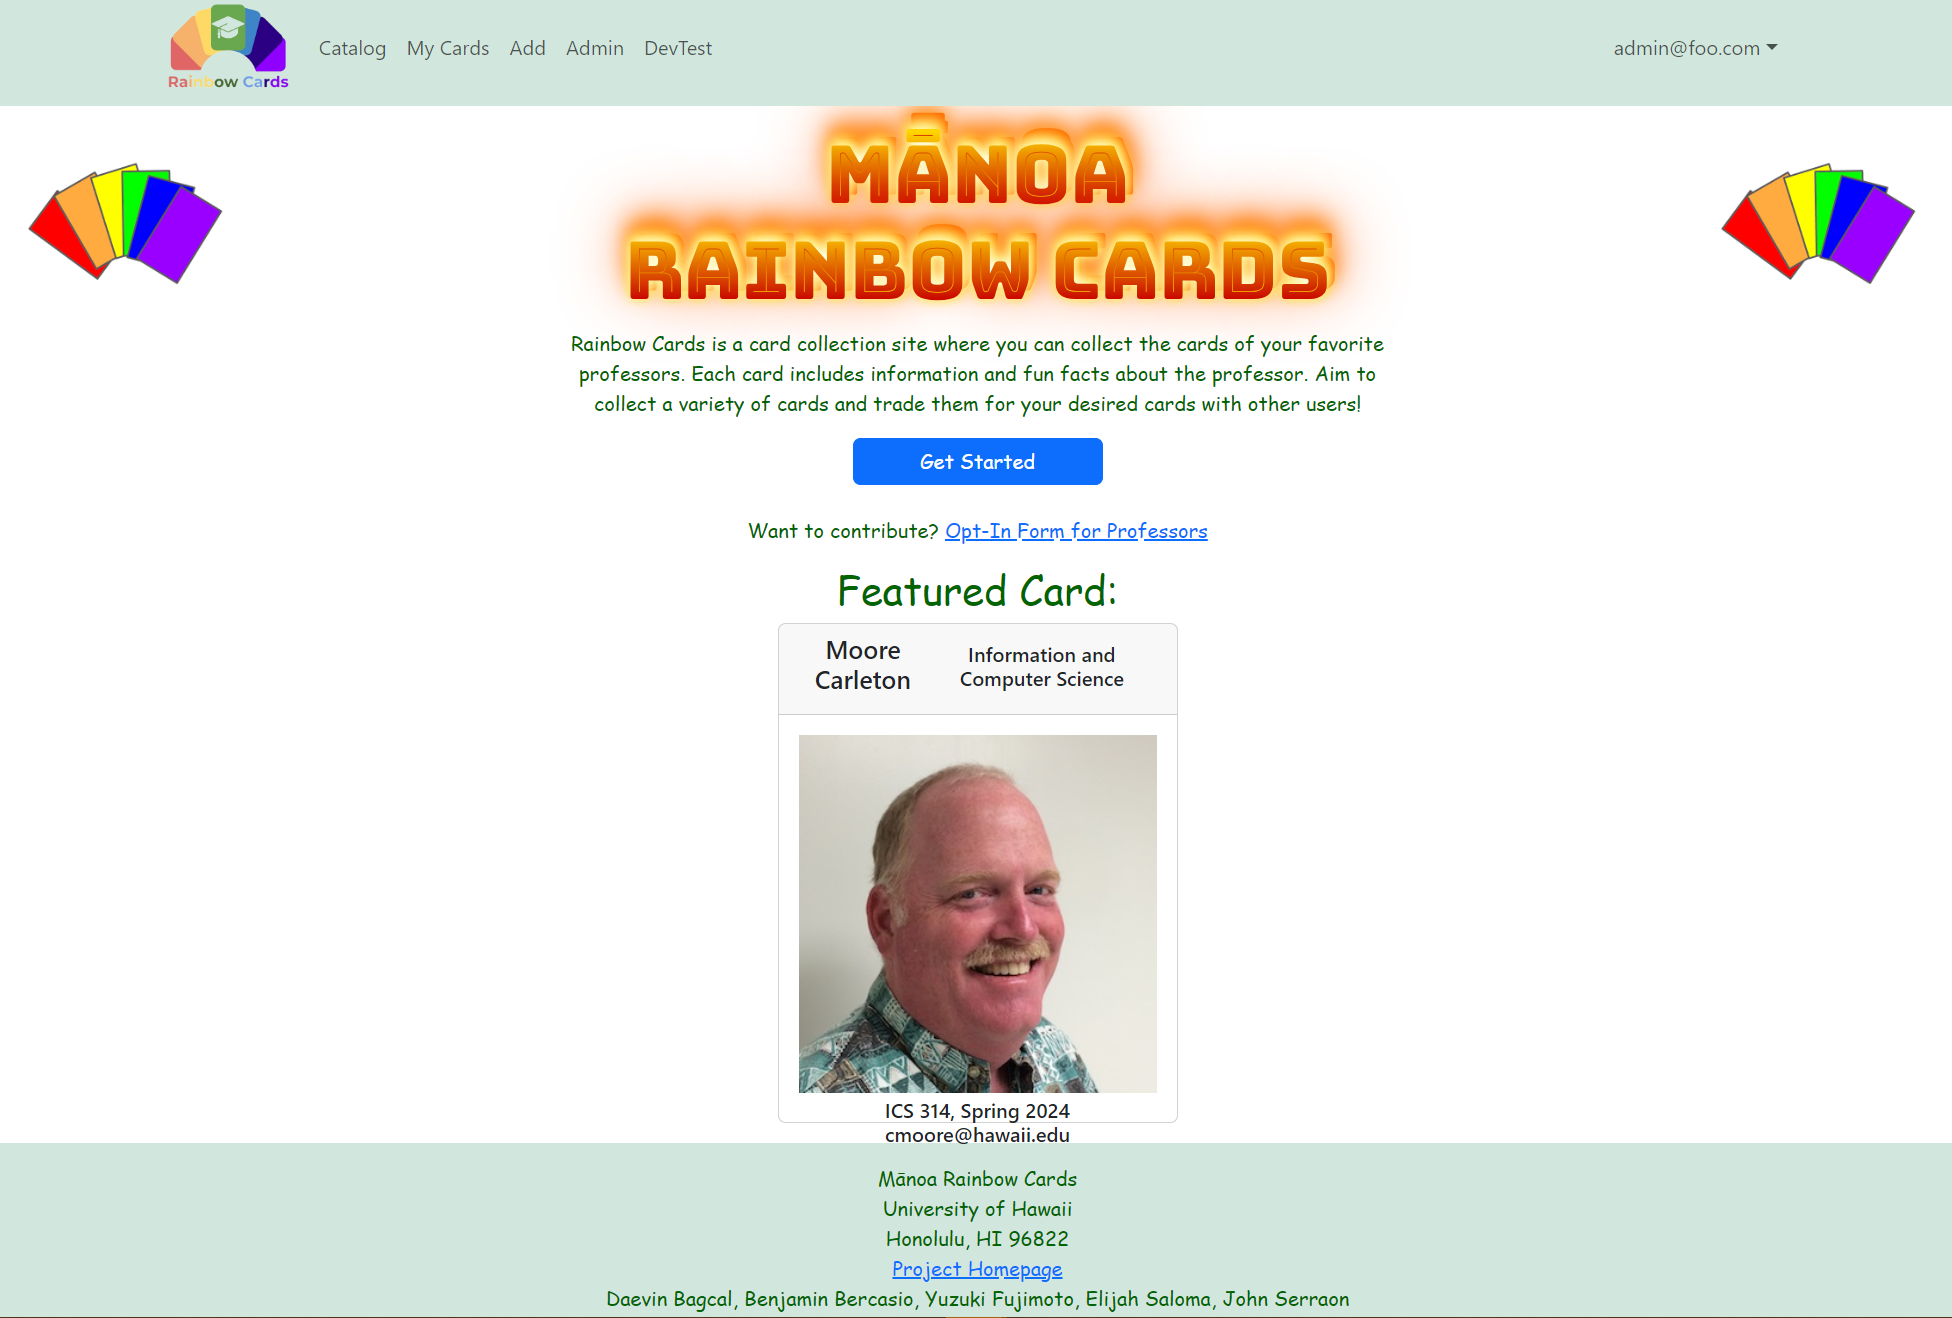 Rainbow Cards
Catalog My Cards Add Admin DevTest
admin@foo.com
MĀNOA
RAINBOW CARDS
Rainbow Cards is a card collection site where you can collect the cards of your favorite
professors. Each card includes information and fun facts about the professor. Aim to
collect a variety of cards and trade them for your desired cards with other users!
Get Started
Want to contribute? Opt-In Form for Professors
Featured Card:
Moore
Carleton
Information and
Computer Science
ICS 314, Spring 2024
cmoore@hawaii.edu
Mānoa Rainbow Cards
University of Hawaii
Honolulu, HI 96822
Project Homepage
Daevin Bagcal, Benjamin Bercasio, Yuzuki Fujimoto, Elijah Saloma, John Serraon